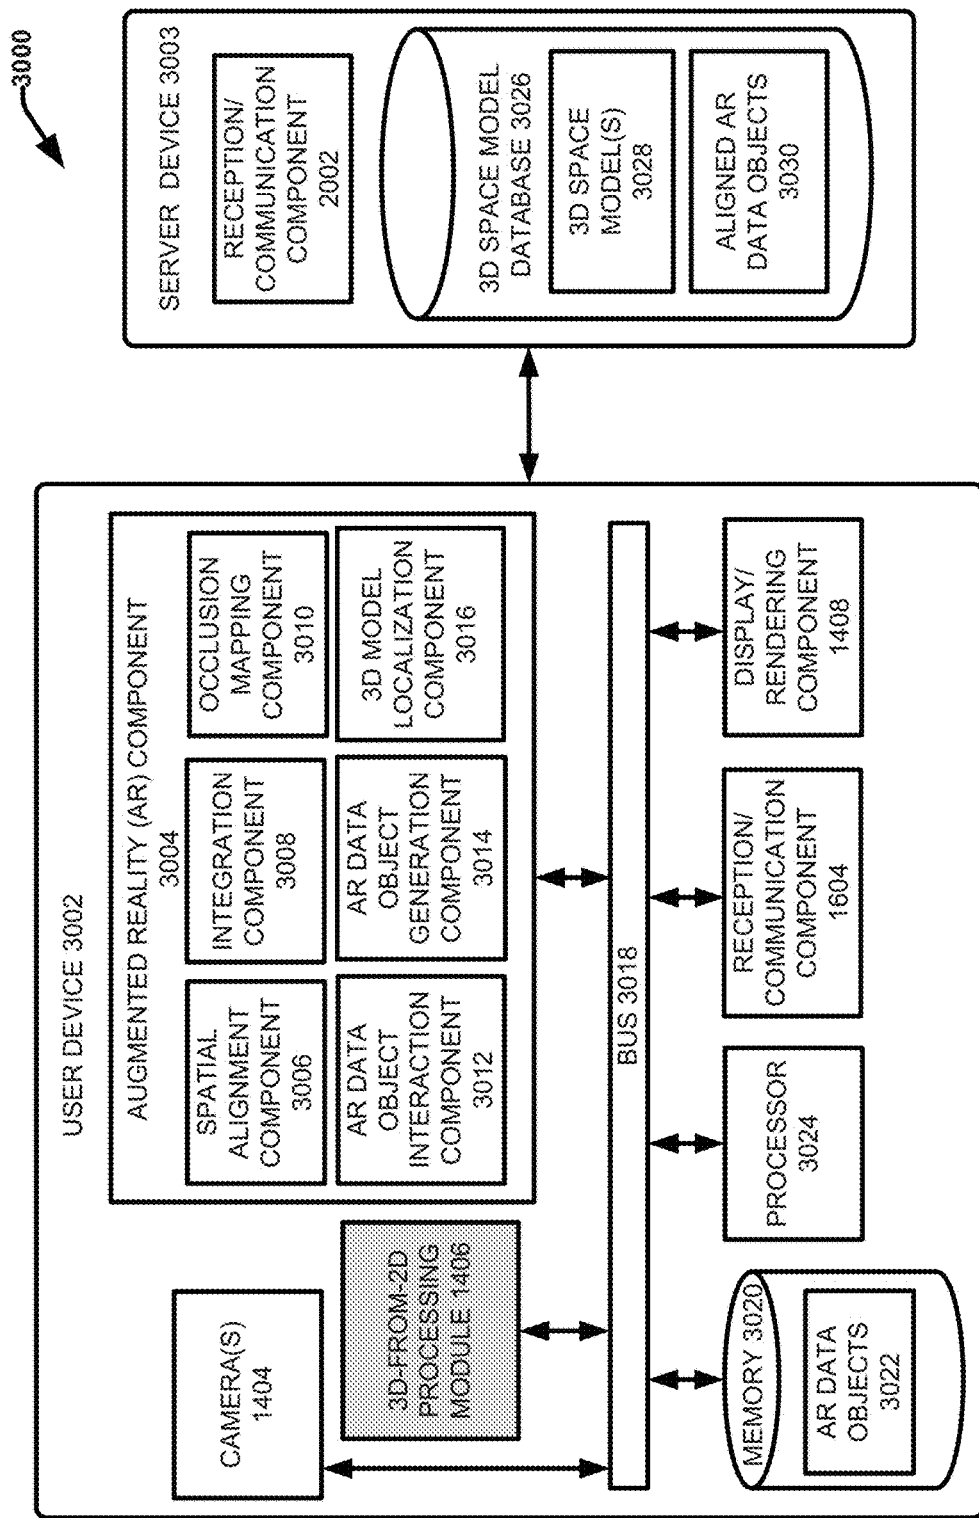 3000
USER DEVICE 3002
CAMERA(S)
1404
3D-FROM-2D
PROCESSING
MODULE 1406
AUGMENTED REALITY (AR) COMPONENT
3004
SPATIAL
ALIGNMENT
COMPONENT
3006
INTEGRATION
COMPONENT
3008
OCCLUSION
MAPPING
COMPONENT
3010
AR DATA
OBJECT
INTERACTION
COMPONENT
3012
AR DATA
OBJECT
GENERATION
COMPONENT
3014
3D MODEL
LOCALIZATION
COMPONENT
3016
BUS 3018
MEMORY 3020
AR DATA
OBJECTS
3022
PROCESSOR
3024
RECEPTION/
COMMUNICATION
COMPONENT
1604
DISPLAY/
RENDERING
COMPONENT
1408
SERVER DEVICE 3003
RECEPTION/
COMMUNICATION
COMPONENT
2002
3D SPACE MODEL
DATABASE 3026
3D SPACE
MODEL(S)
3028
ALIGNED AR
DATA OBJECTS
3030